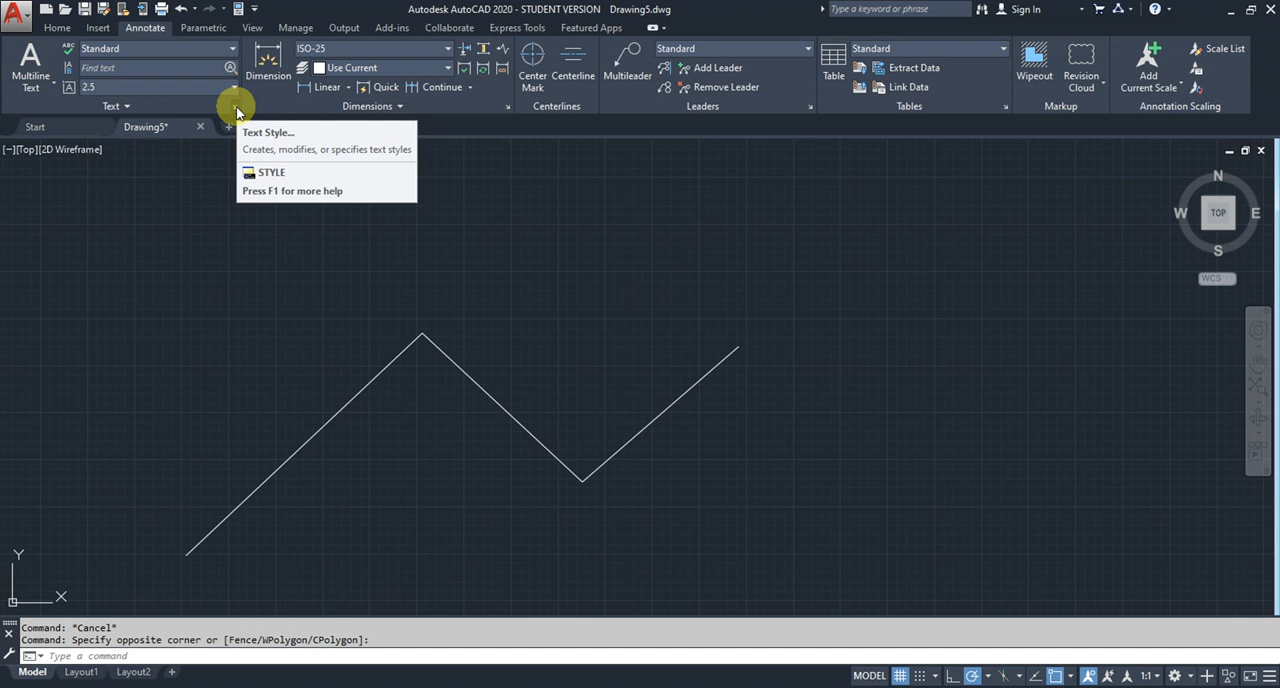 Autodesk AutoCAD 2020 - STUDENT VERSION Drawing5.dwg
Type a keyword or phrase
Sign In
Home Insert Annotate Parametric View Manage Output Add-ins Collaborate Express Tools Featured Apps
Multiline Text
Standard
Find text
2.5
Text
Dimension
ISO-25
Use Current
Linear Quick Continue
Dimensions
Center Mark
Centerline
Centerlines
Multileader
Standard
Add Leader
Remove Leader
Leaders
Table
Standard
Extract Data
Link Data
Tables
Wipeout
Revision Cloud
Markup
Add Current Scale
Scale List
Annotation Scaling
Start
Drawing5*
Text Style...
Creates, modifies, or specifies text styles
STYLE
Press F1 for more help
[−][Top][2D Wireframe]
N
W TOP E
S
WCS
Y
X
Command: *Cancel*
Command: Specify opposite corner or [Fence/WPolygon/CPolygon]:
Type a command
Model Layout1 Layout2 +
MODEL
1:1